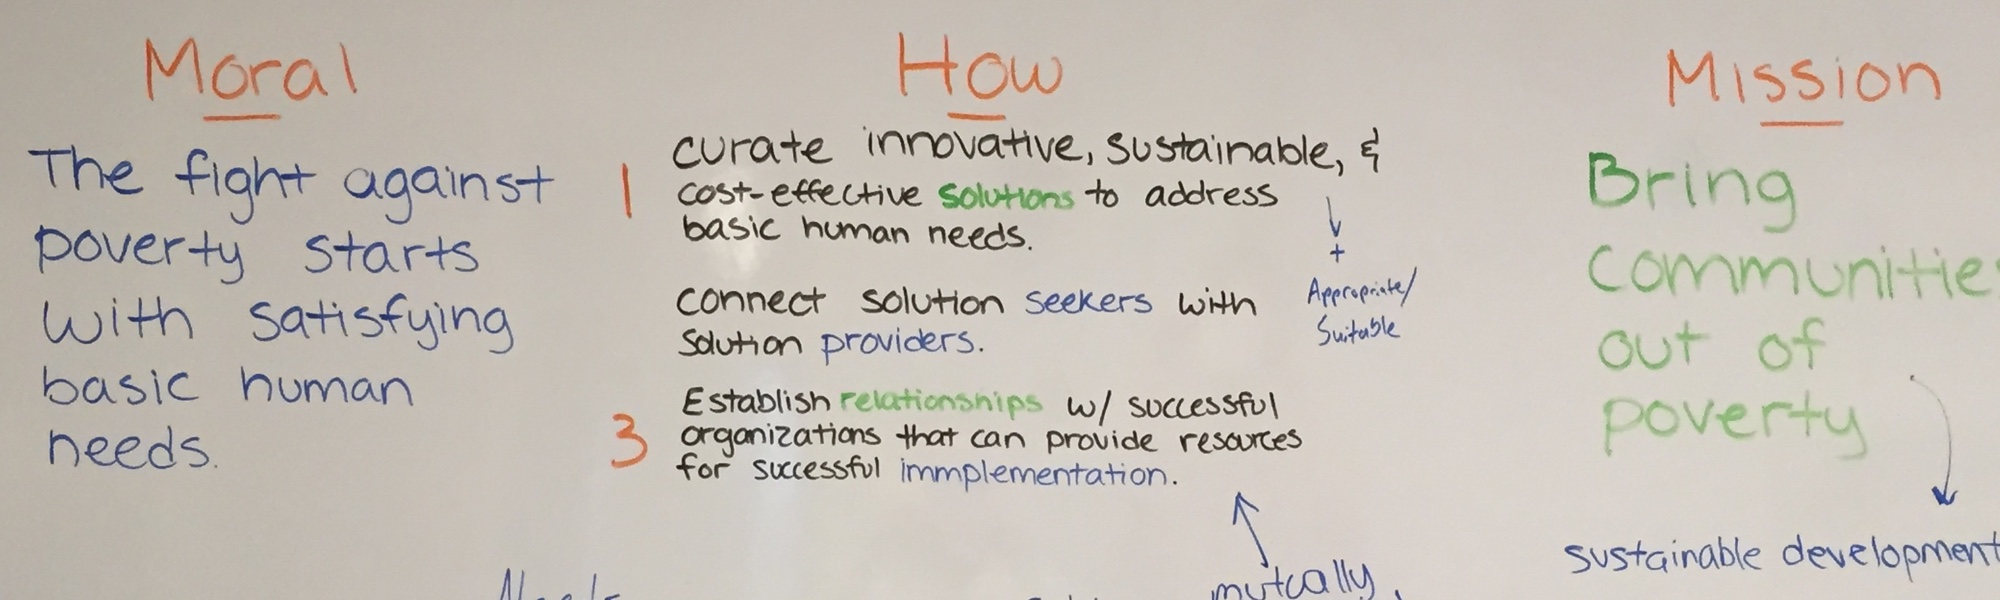 Moral
The fight against
poverty starts
with satisfying
basic human
needs.
How
1
curate innovative, sustainable, &
cost-effective solutions to address
basic human needs.
↓
+
Appropriate/
Suitable
connect solution seekers with
solution providers.
3
Establish relationships w/ successful
organizations that can provide resources
for successful immplementation.
mutually
Mission
Bring
communities
out of
poverty
sustainable development